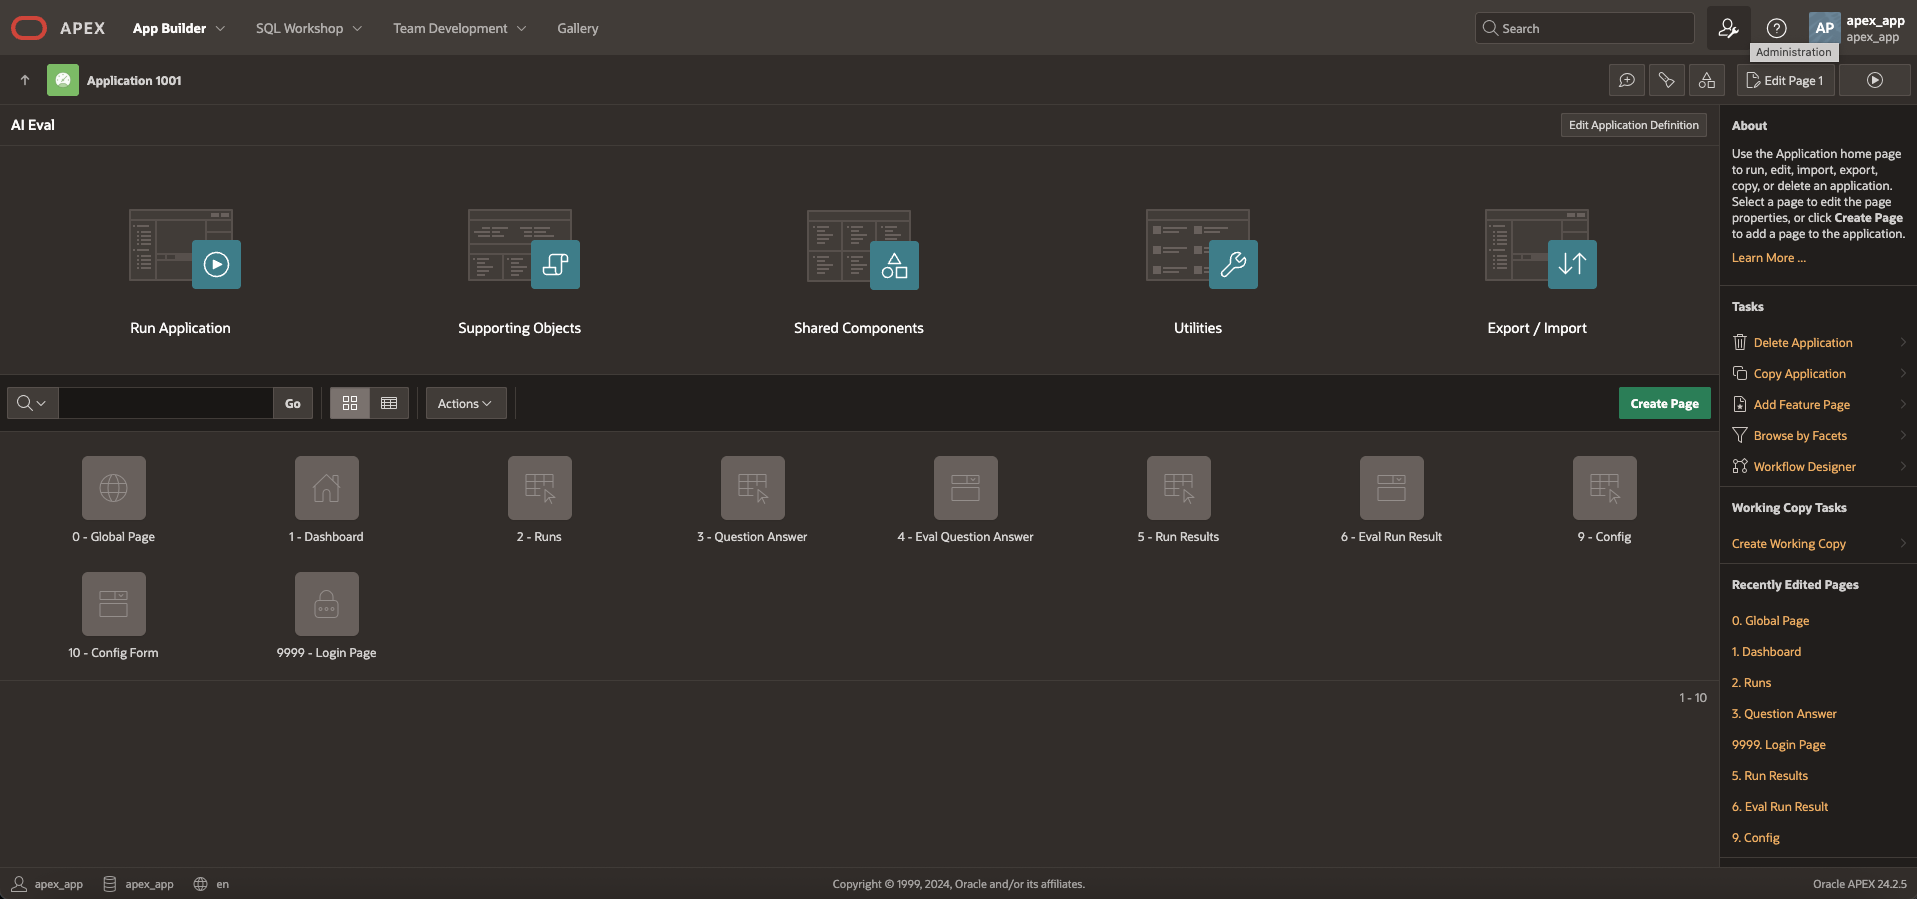 APEX
App Builder
SQL Workshop
Team Development
Gallery
Search
AP
apex_app
apex_app
Administration
Application 1001
Edit Page 1
AI Eval
Edit Application Definition
Run Application
Supporting Objects
Shared Components
Utilities
Export / Import
Go
Actions
Create Page
0 - Global Page
1 - Dashboard
2 - Runs
3 - Question Answer
4 - Eval Question Answer
5 - Run Results
6 - Eval Run Result
9 - Config
10 - Config Form
9999 - Login Page
1 - 10
About
Use the Application home page
to run, edit, import, export,
copy, or delete an application.
Select a page to edit the page
properties, or click Create Page
to add a page to the application.
Learn More ...
Tasks
Delete Application
Copy Application
Add Feature Page
Browse by Facets
Workflow Designer
Working Copy Tasks
Create Working Copy
Recently Edited Pages
0. Global Page
1. Dashboard
2. Runs
3. Question Answer
9999. Login Page
5. Run Results
6. Eval Run Result
9. Config
apex_app
apex_app
en
Copyright © 1999, 2024, Oracle and/or its affiliates.
Oracle APEX 24.2.5